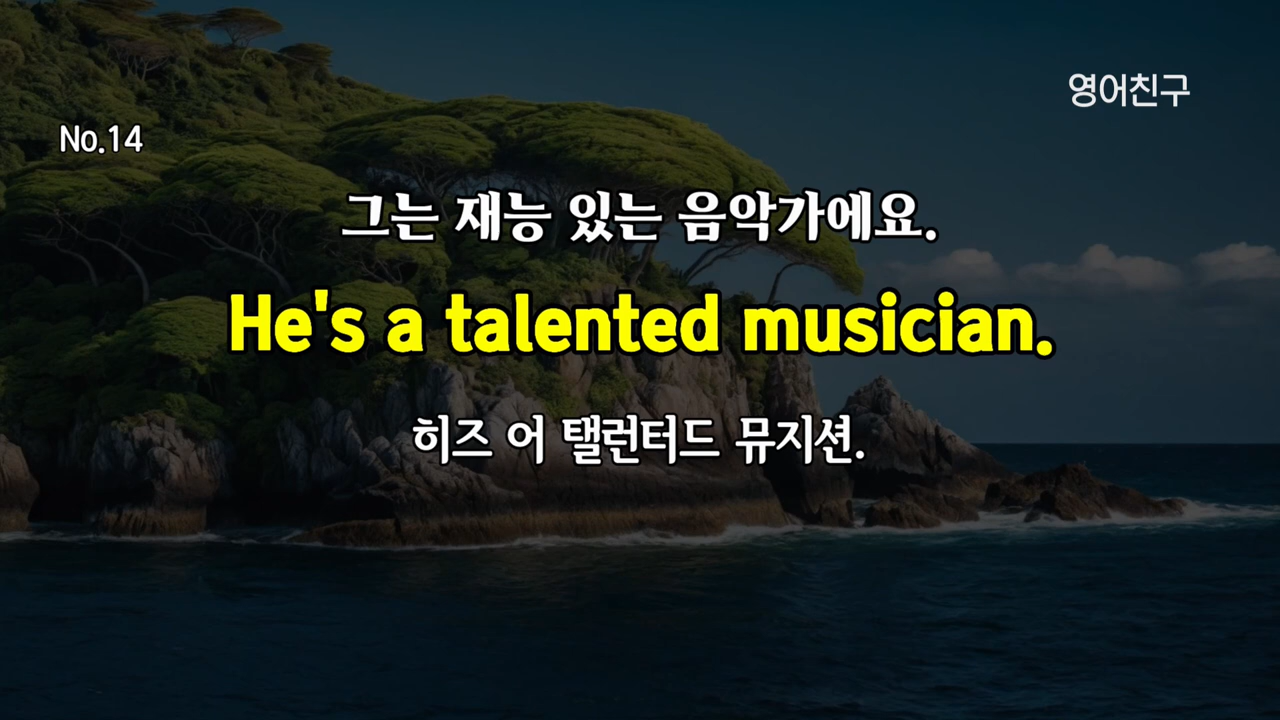 영어친구
No.14
그는 재능 있는 음악가에요.
He's a talented musician.
히즈 어 탤런터드 뮤지션.